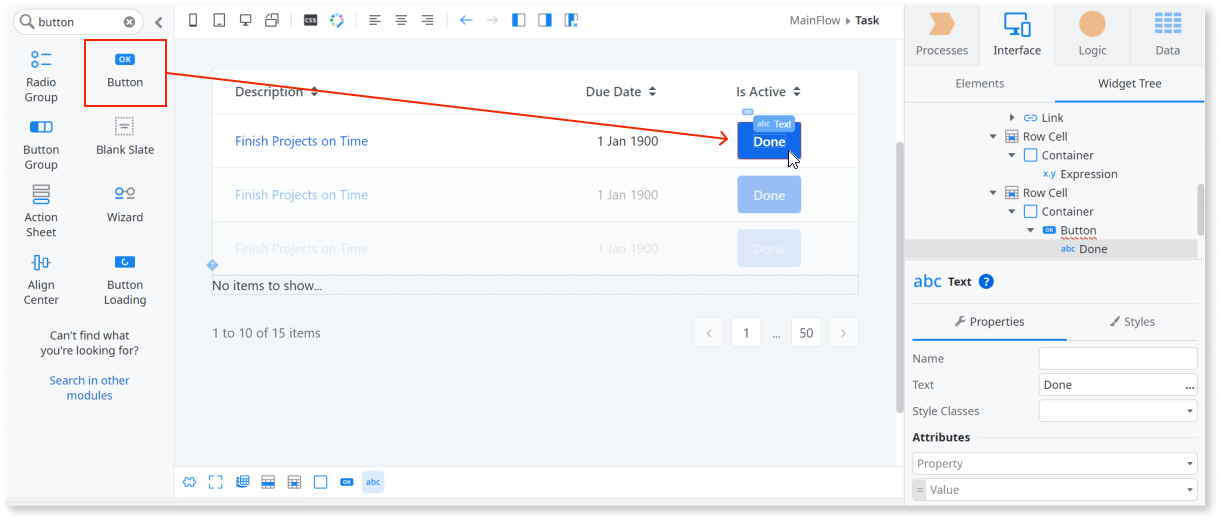 button
OK
Button
Radio
Group
Button
Group
Blank Slate
Action
Sheet
Wizard
Align
Center
Button
Loading
Can't find what
you're looking for?
Search in other
modules
CSS
MainFlow Task
Description
Due Date
Is Active
OK
abc Text
Finish Projects on Time
1 Jan 1900
Done
Finish Projects on Time
1 Jan 1900
Done
Finish Projects on Time
1 Jan 1900
Done
No items to show...
1 to 10 of 15 items
<
1
...
50
>
OK
abc
Processes
Interface
Logic
Data
Elements
Widget Tree
Link
Row Cell
Container
x.y Expression
Row Cell
Container
OK Button
abc Done
abc Text ?
Properties
Styles
Name
Text
Done
...
Style Classes
Attributes
Property
= Value